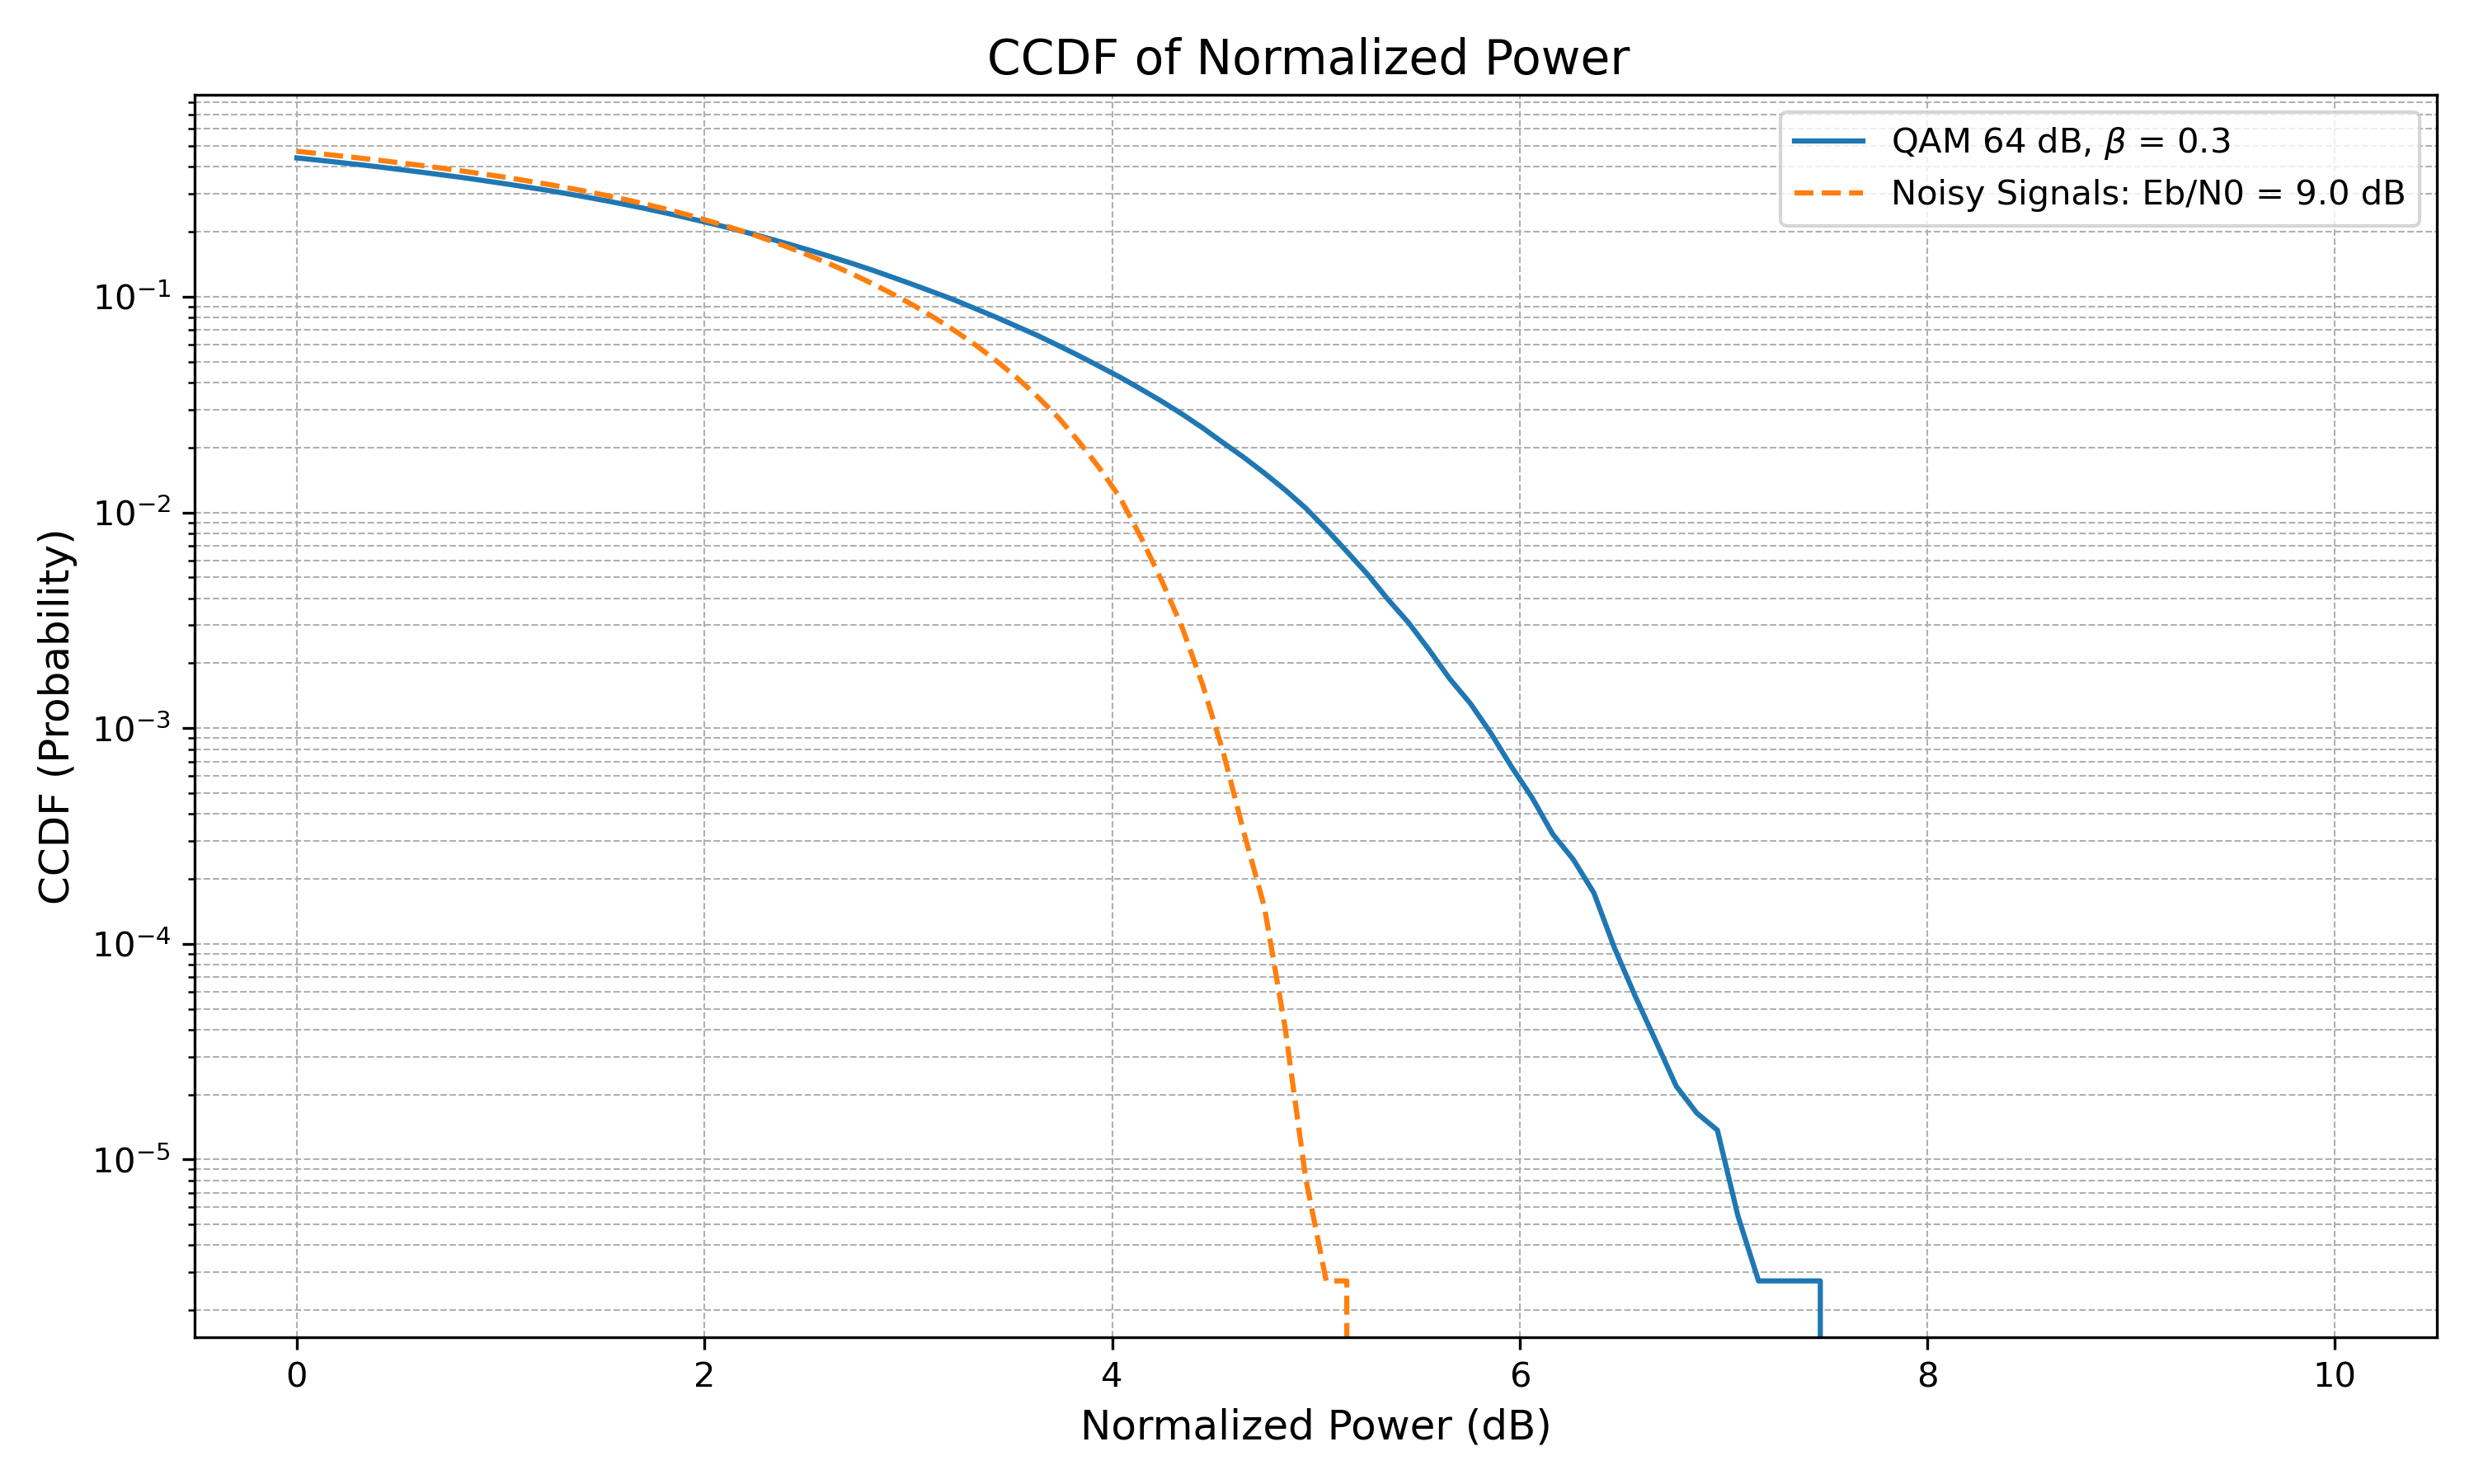 CCDF of Normalized Power
QAM 64 dB, β = 0.3
Noisy Signals: Eb/N0 = 9.0 dB
CCDF (Probability)
10⁻¹
10⁻²
10⁻³
10⁻⁴
10⁻⁵
0 2 4 6 8 10
Normalized Power (dB)